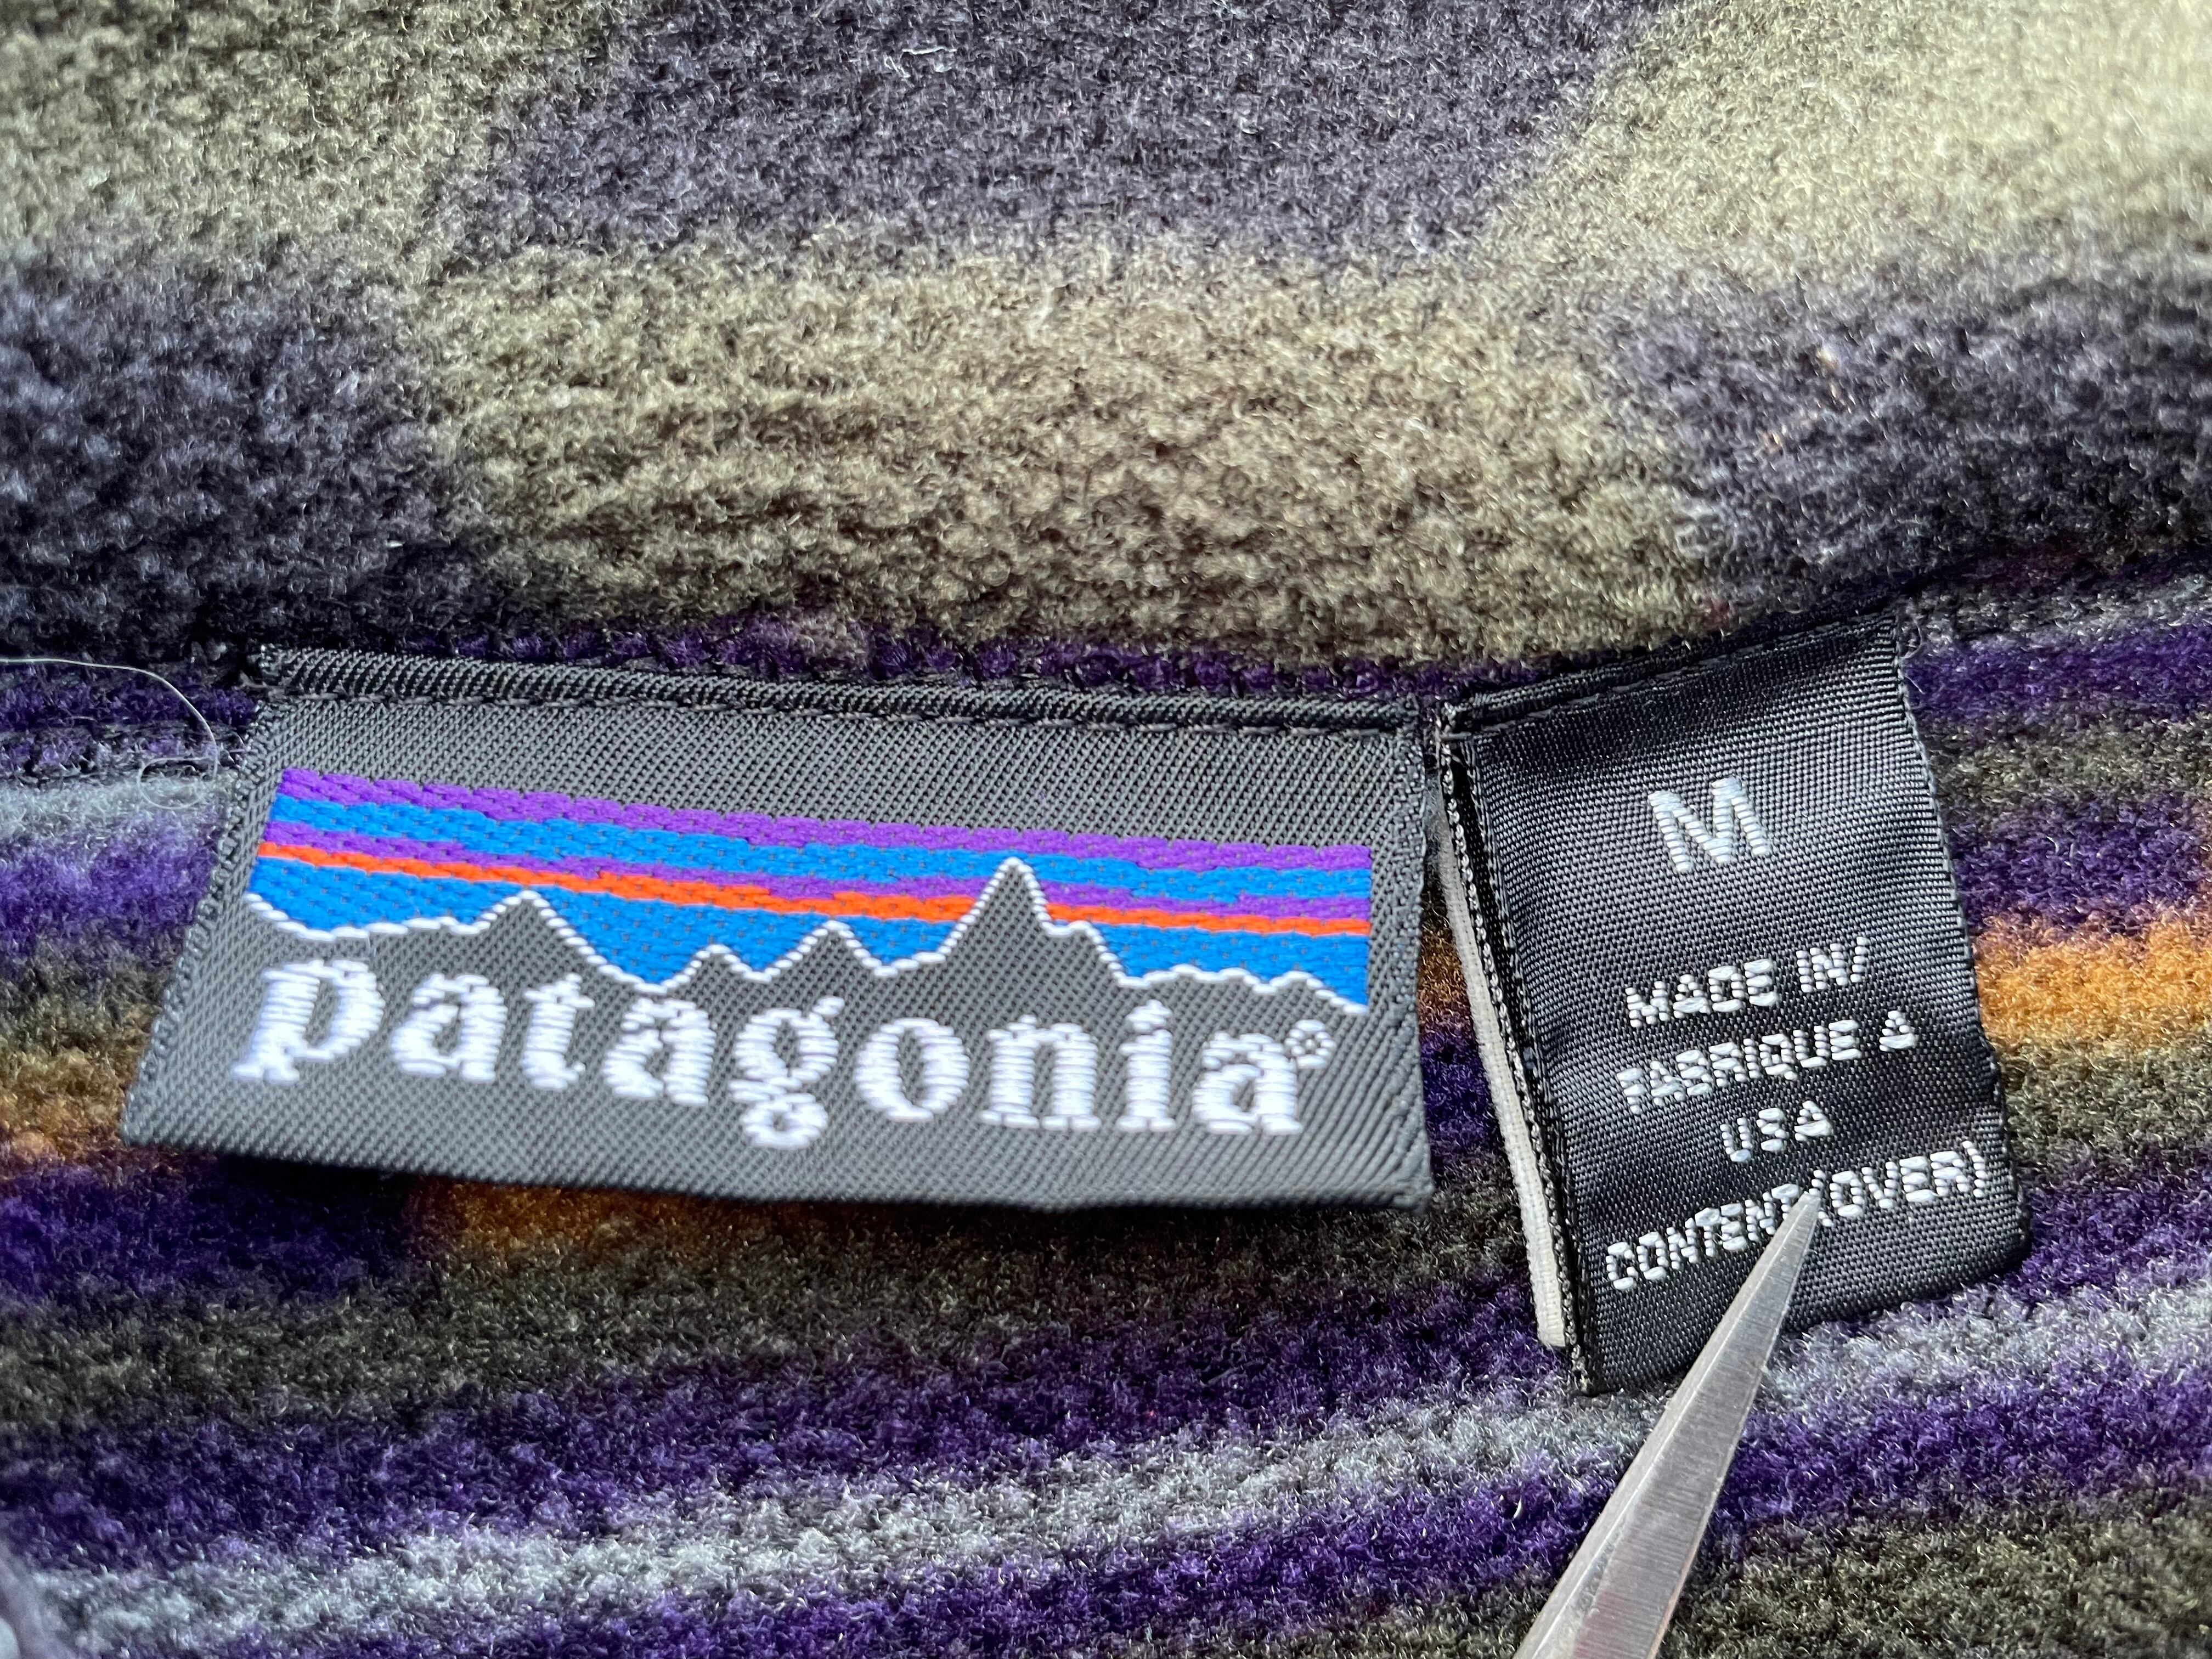 patagonia®
M
MADE IN/
FABRIQUE A
USA
CONTENT (OVER)